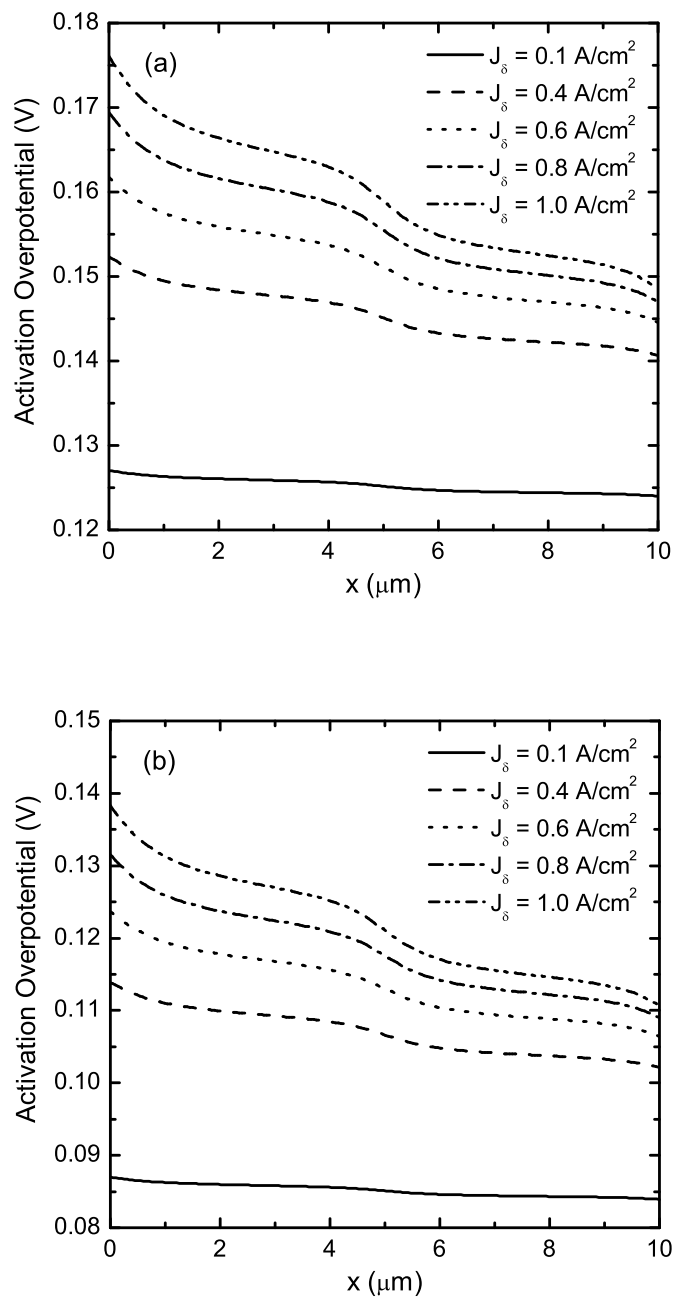 0.18
(a)
J_δ = 0.1 A/cm²
J_δ = 0.4 A/cm²
J_δ = 0.6 A/cm²
J_δ = 0.8 A/cm²
J_δ = 1.0 A/cm²
0.17
0.16
0.15
0.14
0.13
0.12
Activation Overpotential (V)
0 2 4 6 8 10
x (μm)
0.15
(b)
J_δ = 0.1 A/cm²
J_δ = 0.4 A/cm²
J_δ = 0.6 A/cm²
J_δ = 0.8 A/cm²
J_δ = 1.0 A/cm²
0.14
0.13
0.12
0.11
0.10
0.09
0.08
Activation Overpotential (V)
0 2 4 6 8 10
x (μm)